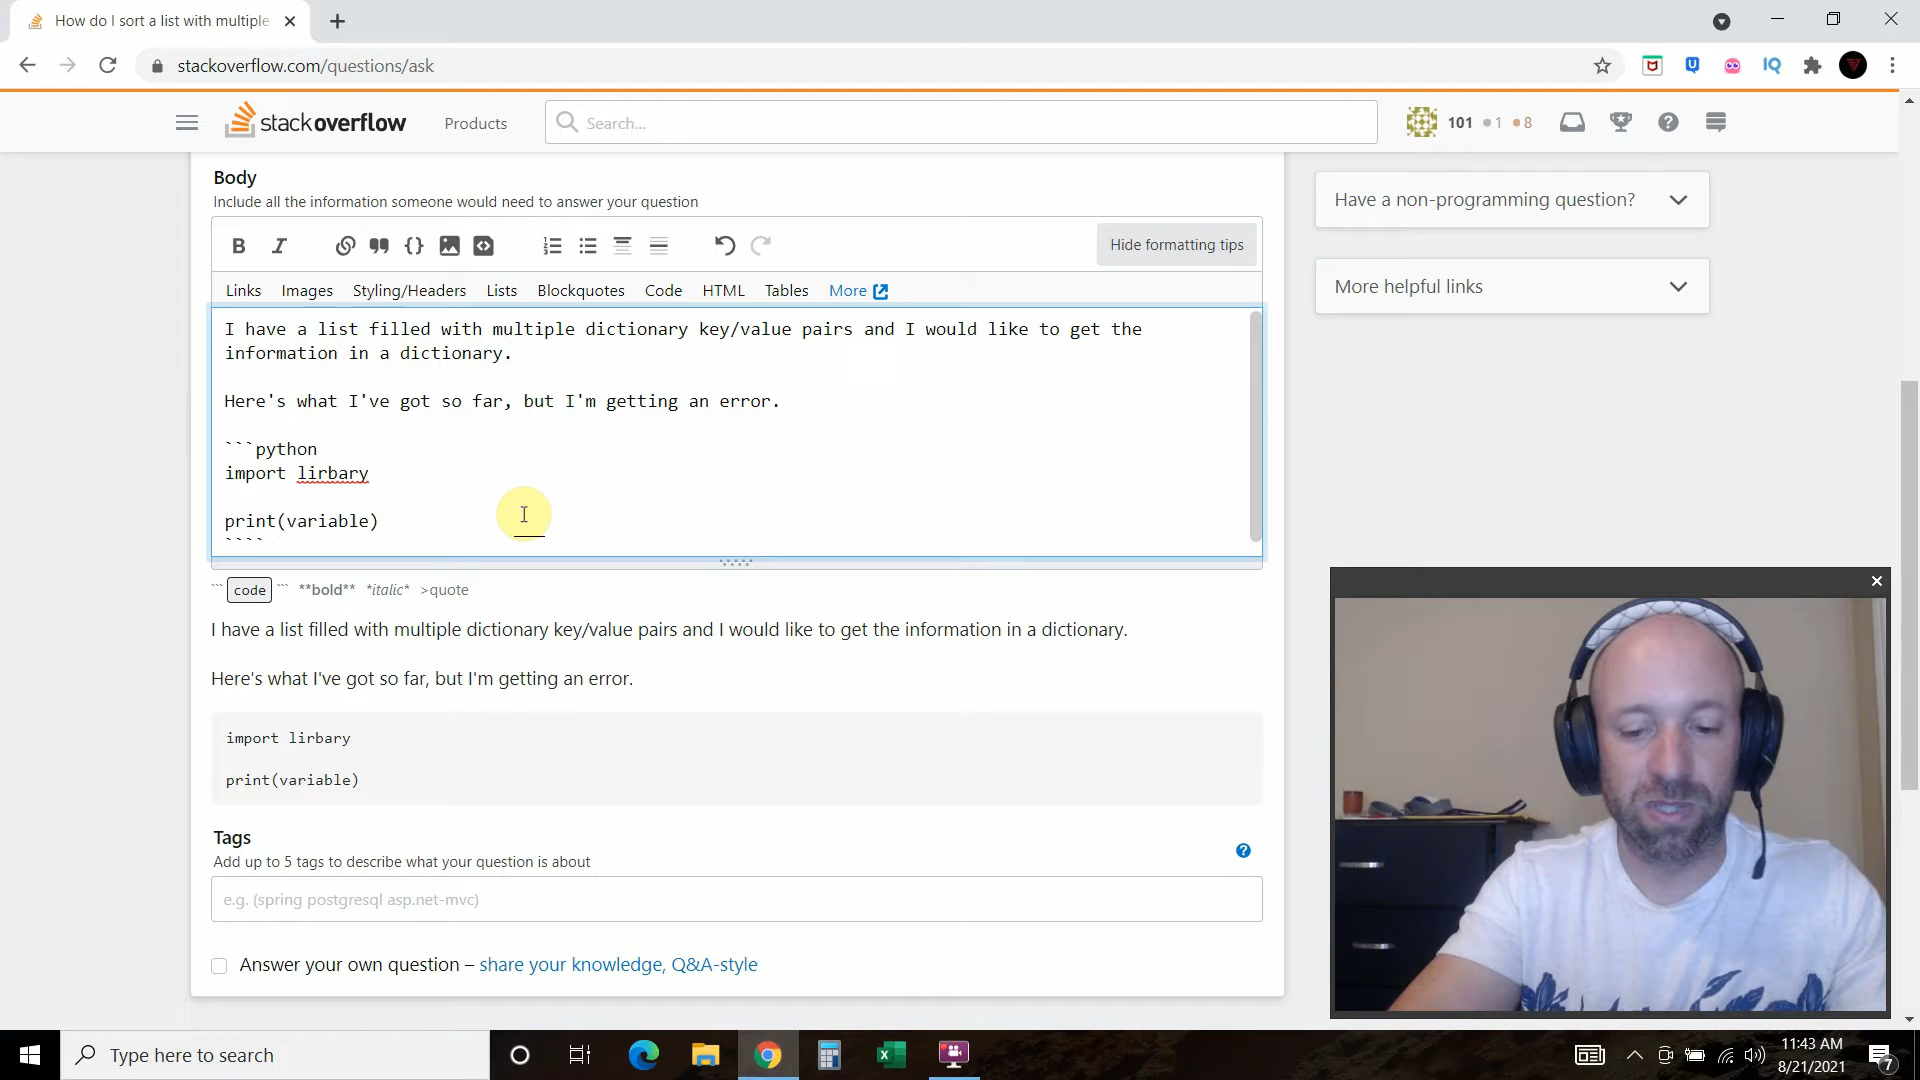 How do I sort a list with multiple
stackoverflow.com/questions/ask
stackoverflow
Products
Search...
101
1
8
Body
Include all the information someone would need to answer your question
B I
Hide formatting tips
Links Images Styling/Headers Lists Blockquotes Code HTML Tables More
I have a list filled with multiple dictionary key/value pairs and I would like to get the
information in a dictionary.
Here's what I've got so far, but I'm getting an error.
```python
import lirbary
print(variable)
````
``` code ``` **bold** *italic* >quote
I have a list filled with multiple dictionary key/value pairs and I would like to get the information in a dictionary.
Here's what I've got so far, but I'm getting an error.
import lirbary
print(variable)
Tags
Add up to 5 tags to describe what your question is about
e.g. (spring postgresql asp.net-mvc)
Answer your own question – share your knowledge, Q&A-style
Have a non-programming question?
More helpful links
Type here to search
11:43 AM
8/21/2021
7